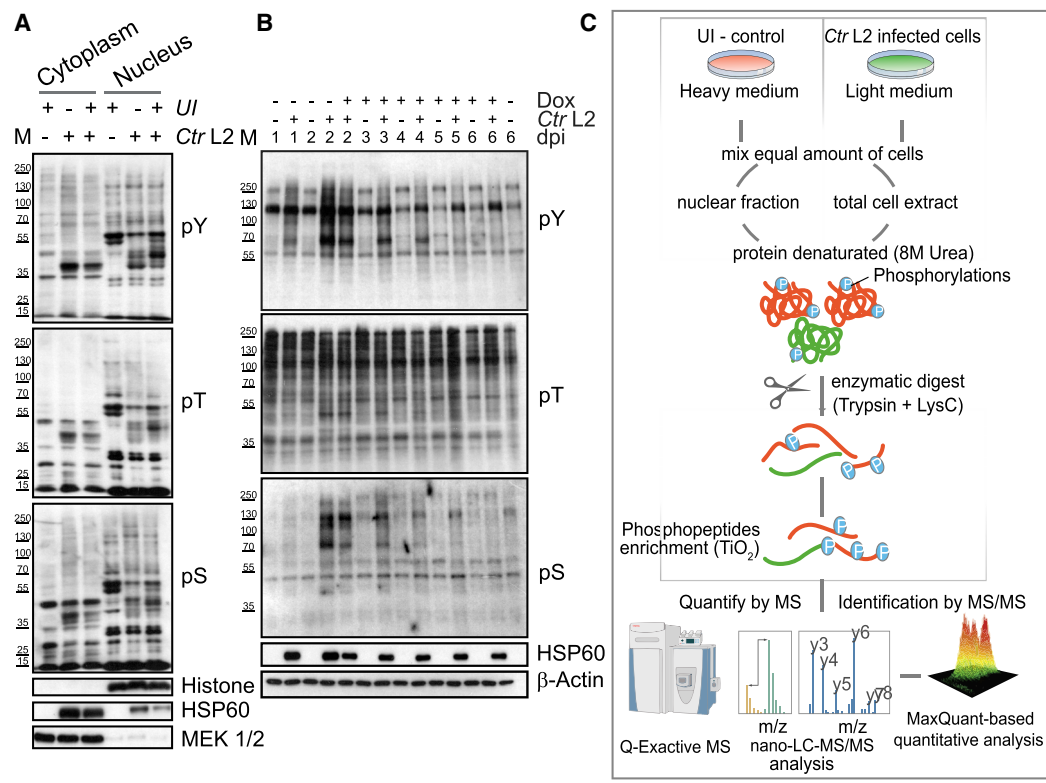 A
Cytoplasm
Nucleus
+ - + + - +
UI
M
- + + - + +
Ctr L2
250
130
100
70
55
35
25
15
pY
250
130
100
70
55
35
25
15
pT
250
130
100
70
55
35
25
15
pS
Histone
HSP60
MEK 1/2
B
- - - - + + + + + + + + -
Dox
- + - + + - + - + - + - + -
Ctr L2
M
1 1 2 2 2 3 3 4 4 5 5 6 6 6
dpi
250
130
100
70
55
35
pY
250
130
100
70
55
35
pT
250
130
100
70
55
35
pS
HSP60
β-Actin
C
UI - control
Ctr L2 infected cells
Heavy medium
Light medium
mix equal amount of cells
nuclear fraction
total cell extract
protein denaturated (8M Urea)
P
P
Phosphorylations
P
P
P
enzymatic digest
(Trypsin + LysC)
P
P
P
Phosphopeptides
enrichment (TiO2)
P
P
P
P
Quantify by MS
Identification by MS/MS
y3
y4
y5
y6
y7
y8
m/z
m/z
Q-Exactive MS
nano-LC-MS/MS
analysis
MaxQuant-based
quantitative analysis